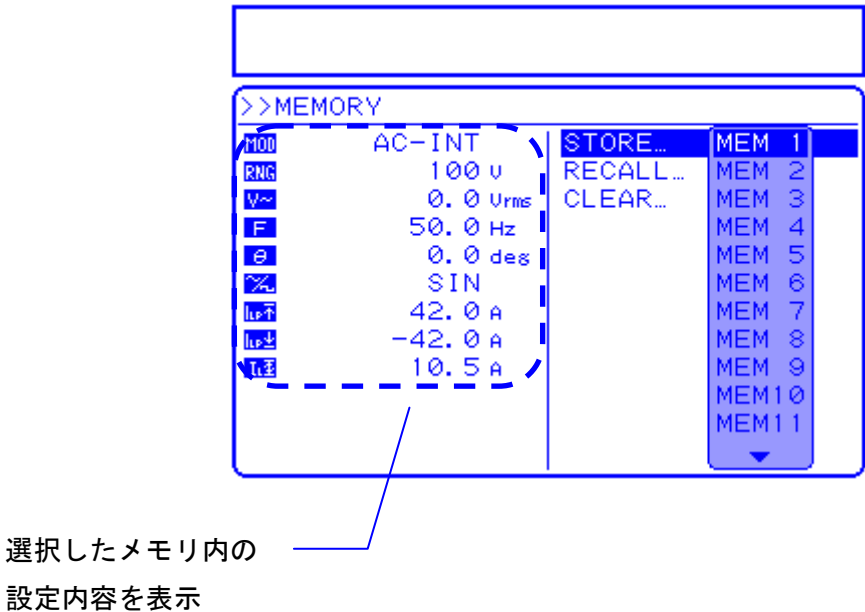 >>MEMORY
MOD AC-INT
RNG 100 V
V~ 0.0 Vrms
F 50.0 Hz
θ 0.0 deg
SIN
42.0 A
-42.0 A
10.5 A
STORE… MEM 1
RECALL… MEM 2
CLEAR… MEM 3
MEM 4
MEM 5
MEM 6
MEM 7
MEM 8
MEM 9
MEM10
MEM11
選択したメモリ内の
設定内容を表示